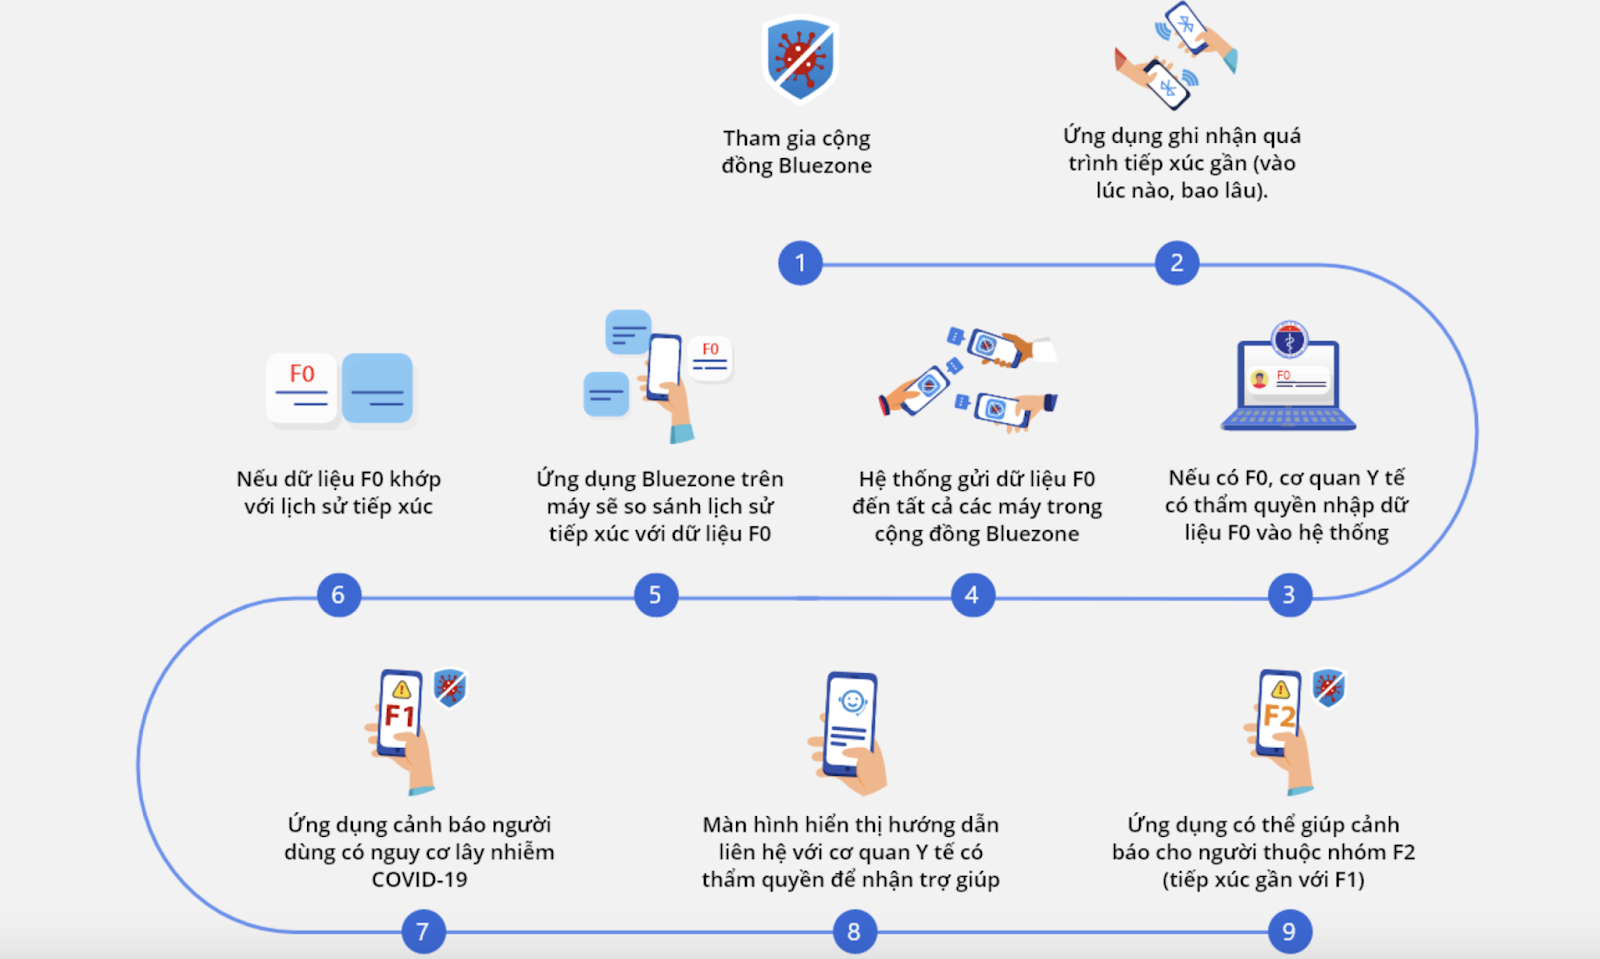 Tham gia cộng
đồng Bluezone
Ứng dụng ghi nhận quá
trình tiếp xúc gần (vào
lúc nào, bao lâu).
1
2
F0
Nếu có F0, cơ quan Y tế
có thẩm quyền nhập dữ
liệu F0 vào hệ thống
3
Hệ thống gửi dữ liệu F0
đến tất cả các máy trong
cộng đồng Bluezone
4
F0
Ứng dụng Bluezone trên
máy sẽ so sánh lịch sử
tiếp xúc với dữ liệu F0
5
F0
Nếu dữ liệu F0 khớp
với lịch sử tiếp xúc
6
F1
Ứng dụng cảnh báo người
dùng có nguy cơ lây nhiễm
COVID-19
7
Màn hình hiển thị hướng dẫn
liên hệ với cơ quan Y tế có
thẩm quyền để nhận trợ giúp
8
F2
Ứng dụng có thể giúp cảnh
báo cho người thuộc nhóm F2
(tiếp xúc gần với F1)
9